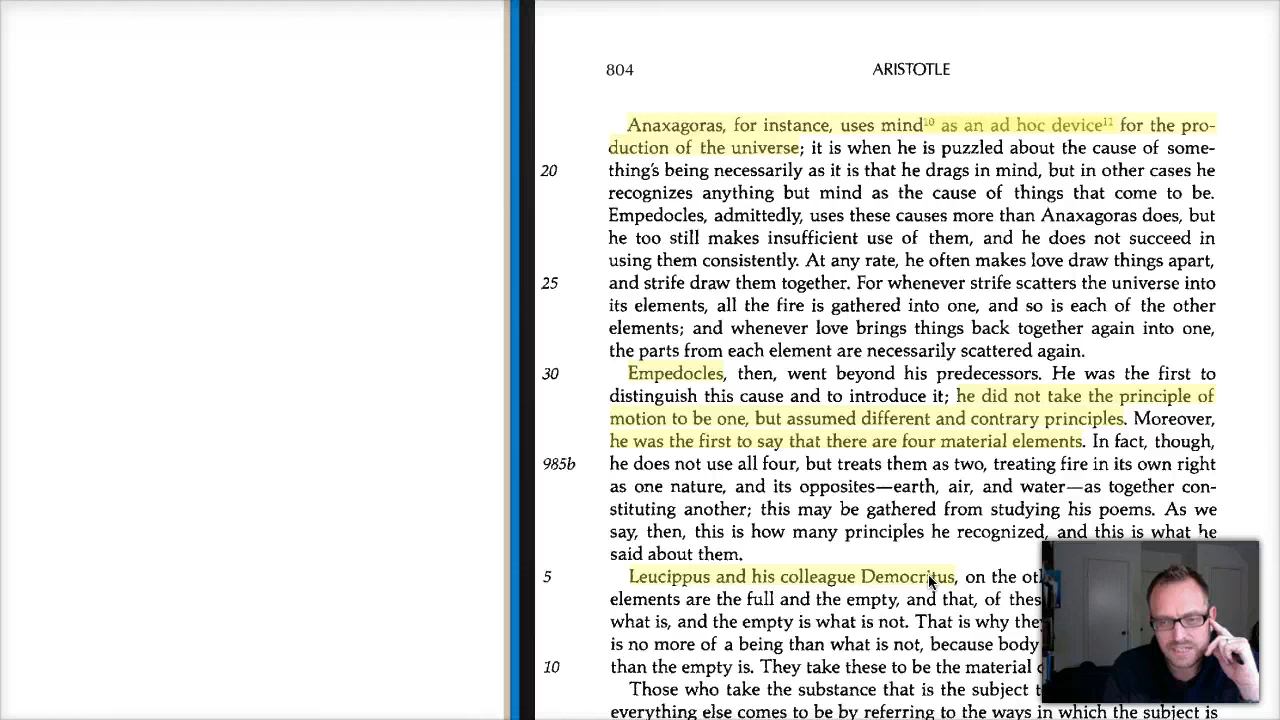 804
ARISTOTLE
Anaxagoras, for instance, uses mind¹⁰ as an ad hoc device¹¹ for the pro-
duction of the universe; it is when he is puzzled about the cause of some-
20 thing's being necessarily as it is that he drags in mind, but in other cases he
recognizes anything but mind as the cause of things that come to be.
Empedocles, admittedly, uses these causes more than Anaxagoras does, but
he too still makes insufficient use of them, and he does not succeed in
using them consistently. At any rate, he often makes love draw things apart,
25 and strife draw them together. For whenever strife scatters the universe into
its elements, all the fire is gathered into one, and so is each of the other
elements; and whenever love brings things back together again into one,
the parts from each element are necessarily scattered again.
30 Empedocles, then, went beyond his predecessors. He was the first to
distinguish this cause and to introduce it; he did not take the principle of
motion to be one, but assumed different and contrary principles. Moreover,
he was the first to say that there are four material elements. In fact, though,
985b he does not use all four, but treats them as two, treating fire in its own right
as one nature, and its opposites—earth, air, and water—as together con-
stituting another; this may be gathered from studying his poems. As we
say, then, this is how many principles he recognized, and this is what he
said about them.
5 Leucippus and his colleague Democritus, on the
elements are the full and the empty, and that, of
what is, and the empty is what is not. That is why
is no more of a being than what is not, because body
10 than the empty is. They take these to be the material
Those who take the substance that is the subject
everything else comes to be by referring to the ways in which the subject is